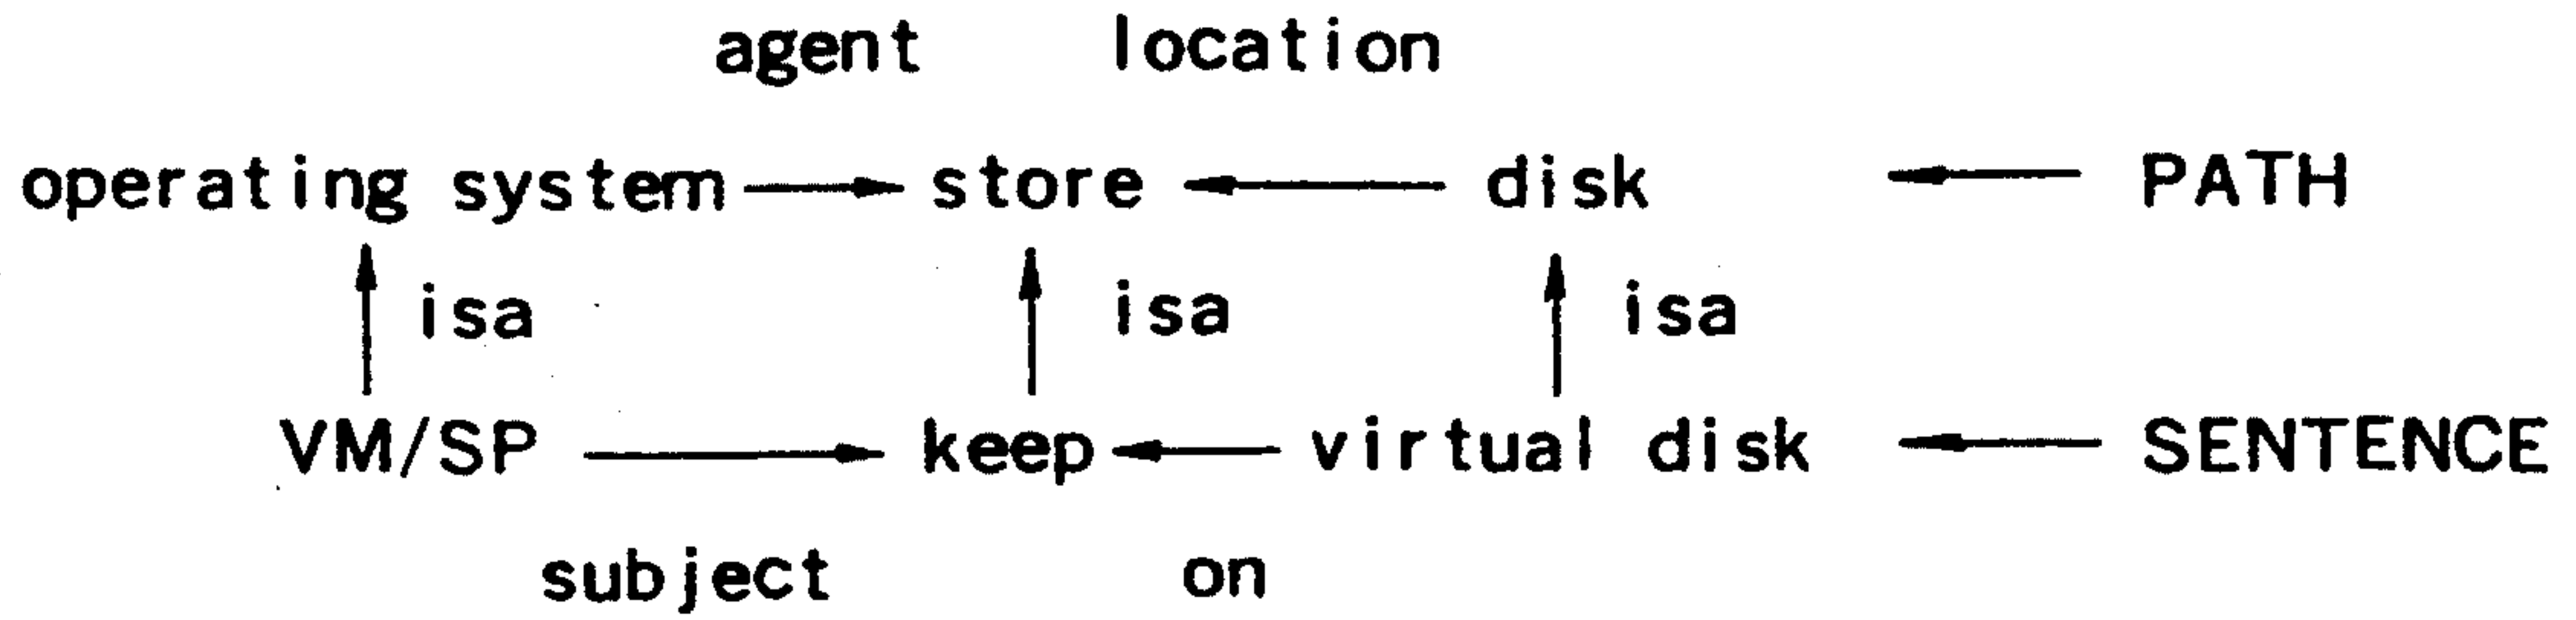 agent location
operating system store disk PATH
isa isa isa
VM/SP keep virtual disk SENTENCE
subject on